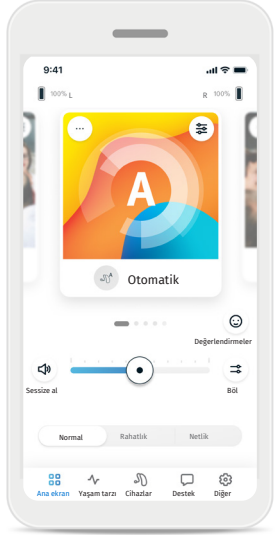 9:41
100% L
R 100%
A
A
Otomatik
Değerlendirmeler
Sessize al
Böl
Normal
Rahatlık
Netlik
Ana ekran
Yaşam tarzı
Cihazlar
Destek
Diğer